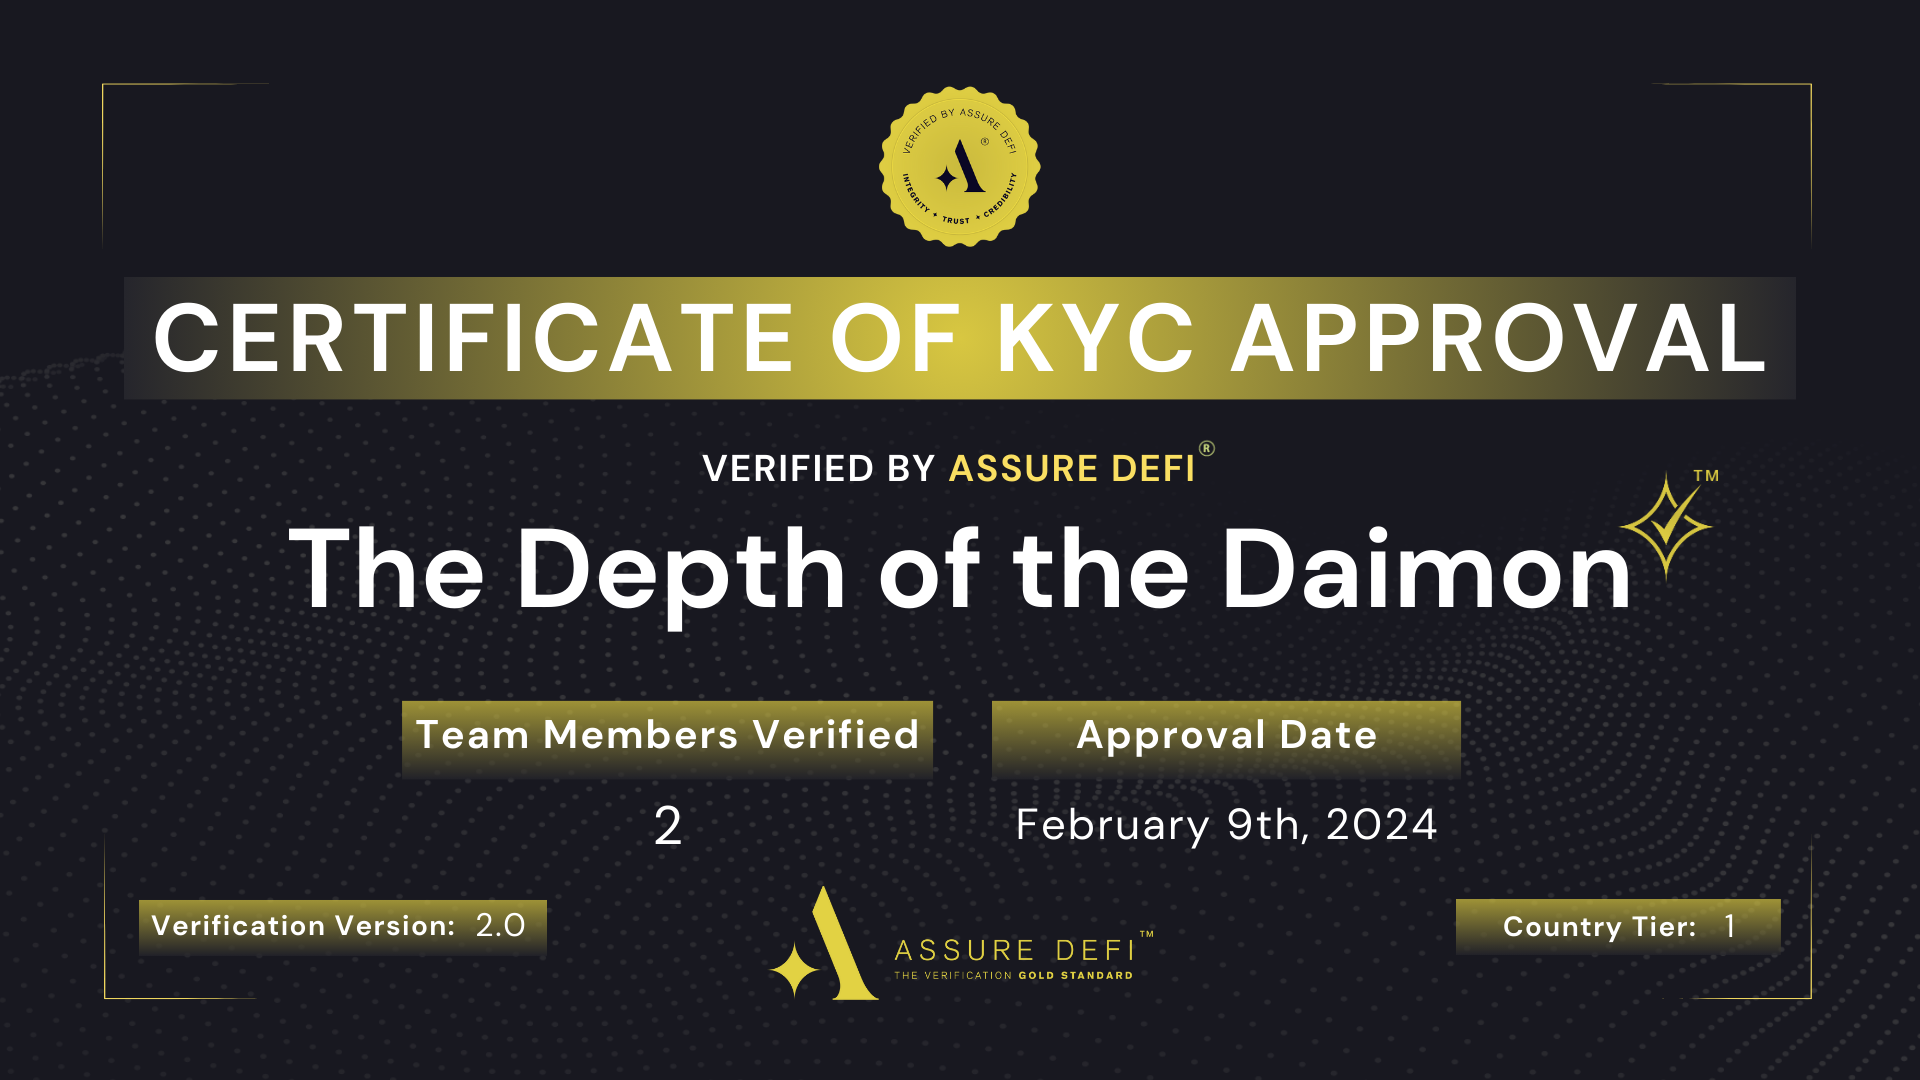 VERIFIED BY ASSURE DEFI
A ®
INTEGRITY ✦ TRUST ✦ CREDIBILITY
CERTIFICATE OF KYC APPROVAL
VERIFIED BY ASSURE DEFI®
TM
The Depth of the Daimon
Team Members Verified
Approval Date
2
February 9th, 2024
Verification Version: 2.0
ASSURE DEFI™
THE VERIFICATION GOLD STANDARD
Country Tier: 1